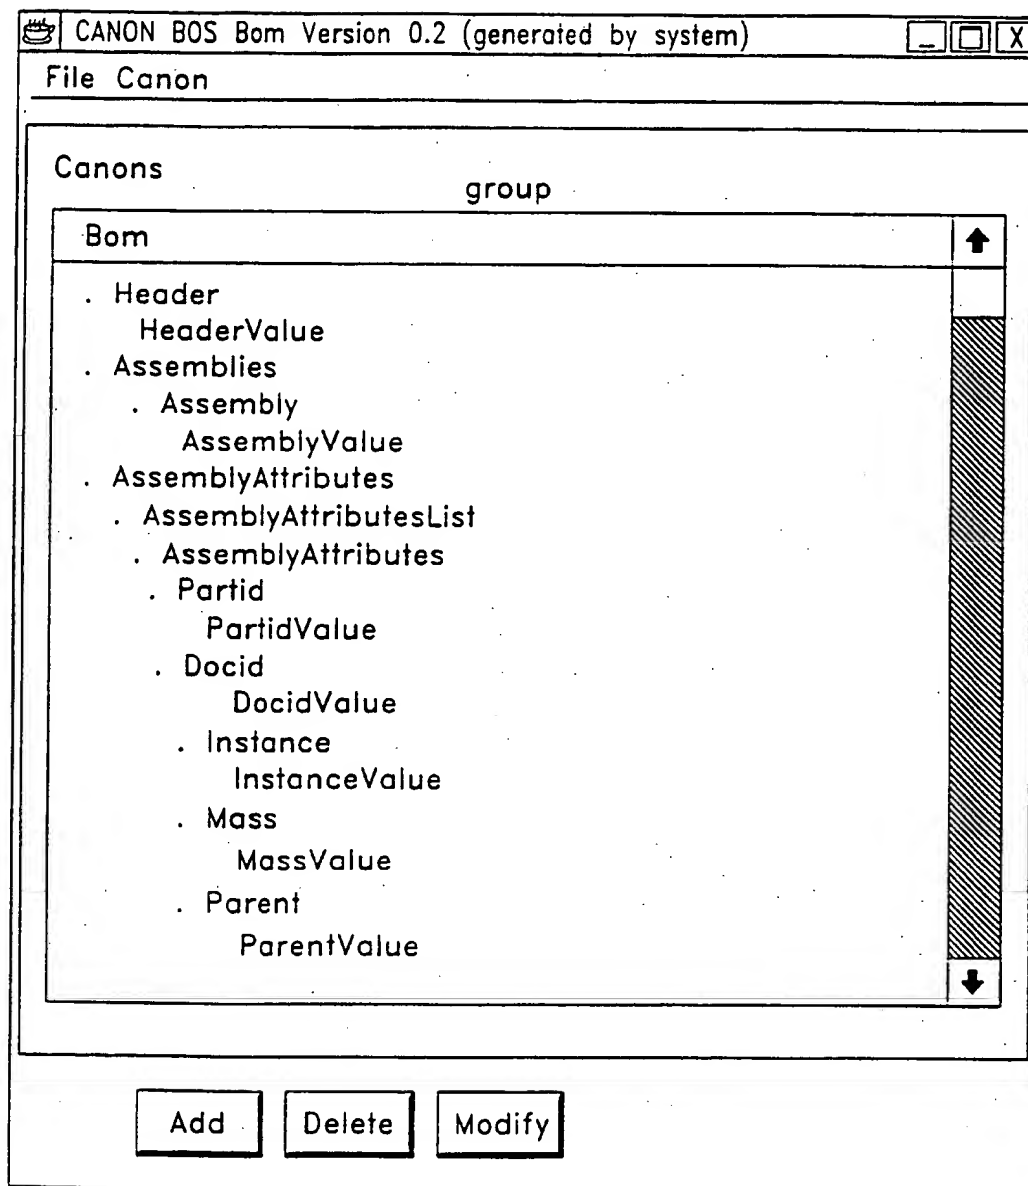 CANON BOS Bom Version 0.2 (generated by system) _ X
File Canon
Canons
group
Bom
. Header
HeaderValue
. Assemblies
. Assembly
AssemblyValue
. AssemblyAttributes
. AssemblyAttributesList
. AssemblyAttributes
. Partid
PartidValue
. Docid
DocidValue
. Instance
InstanceValue
. Mass
MassValue
. Parent
ParentValue
Add Delete Modify